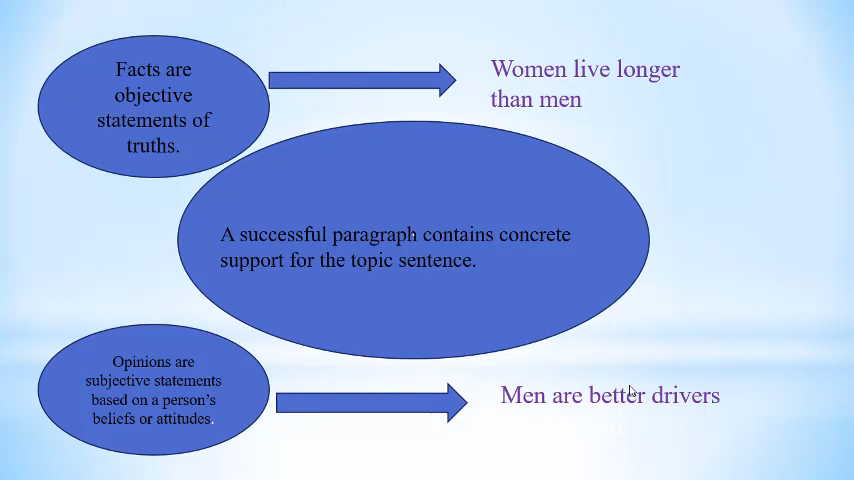 Facts are
objective
statements of
truths.
Women live longer
than men
A successful paragraph contains concrete
support for the topic sentence.
Opinions are
subjective statements
based on a person’s
beliefs or attitudes.
Men are better drivers